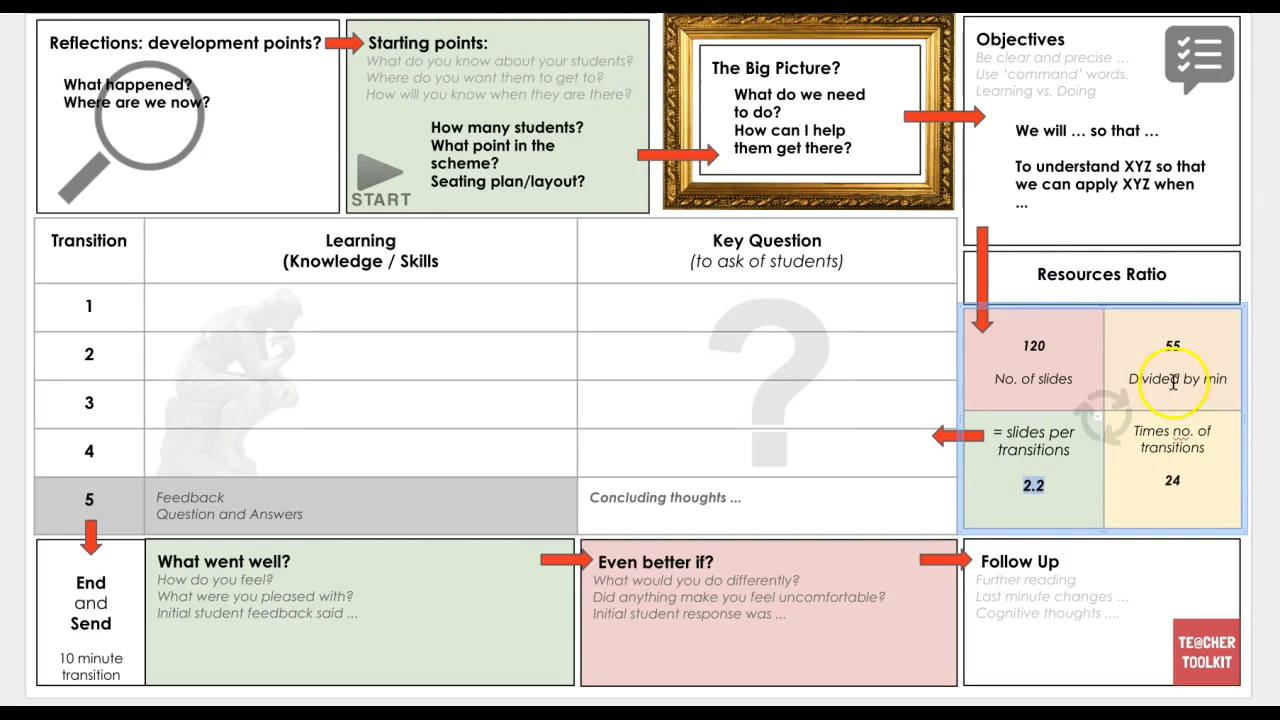 Reflections: development points?
What happened?
Where are we now?
Starting points:
What do you know about your students?
Where do you want them to get to?
How will you know when they are there?
How many students?
What point in the
scheme?
Seating plan/layout?
START
The Big Picture?
What do we need
to do?
How can I help
them get there?
Objectives
Be clear and precise ...
Use ‘command’ words.
Learning vs. Doing
We will ... so that ...
To understand XYZ so that
we can apply XYZ when
...
Transition
Learning
(Knowledge / Skills
Key Question
(to ask of students)
1
2
3
4
5
Feedback
Question and Answers
Concluding thoughts ...
Resources Ratio
120
No. of slides
55
Divided by min
= slides per
transitions
2.2
Times no. of
transitions
24
End
and
Send
10 minute
transition
What went well?
How do you feel?
What were you pleased with?
Initial student feedback said ...
Even better if?
What would you do differently?
Did anything make you feel uncomfortable?
Initial student response was ...
Follow Up
Further reading
Last minute changes ...
Cognitive thoughts ....
TE@CHER
TOOLKIT